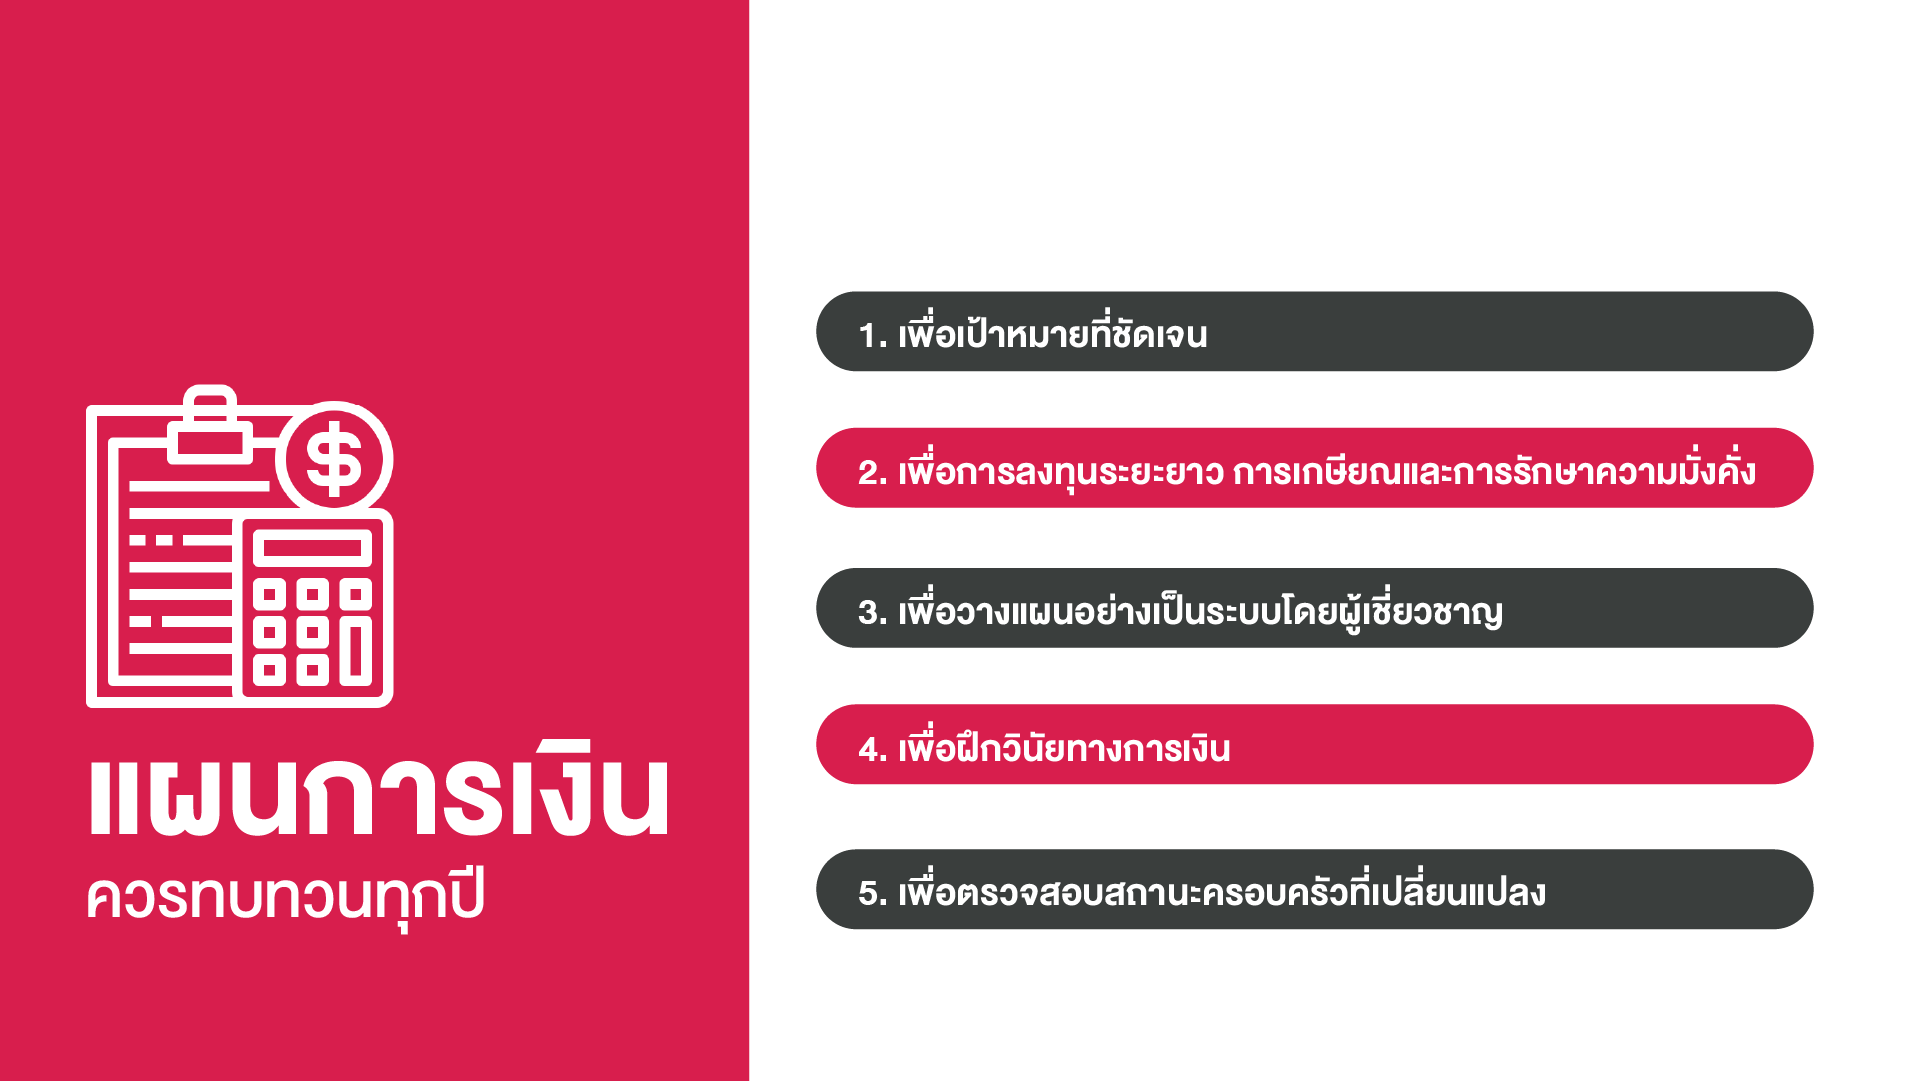 $
แผนการเงิน
ควรทบทวนทุกปี
1. เพื่อเป้าหมายที่ชัดเจน
2. เพื่อการลงทุนระยะยาว การเกษียณและการรักษาความมั่งคั่ง
3. เพื่อวางแผนอย่างเป็นระบบโดยผู้เชี่ยวชาญ
4. เพื่อฝึกวินัยทางการเงิน
5. เพื่อตรวจสอบสถานะครอบครัวที่เปลี่ยนแปลง